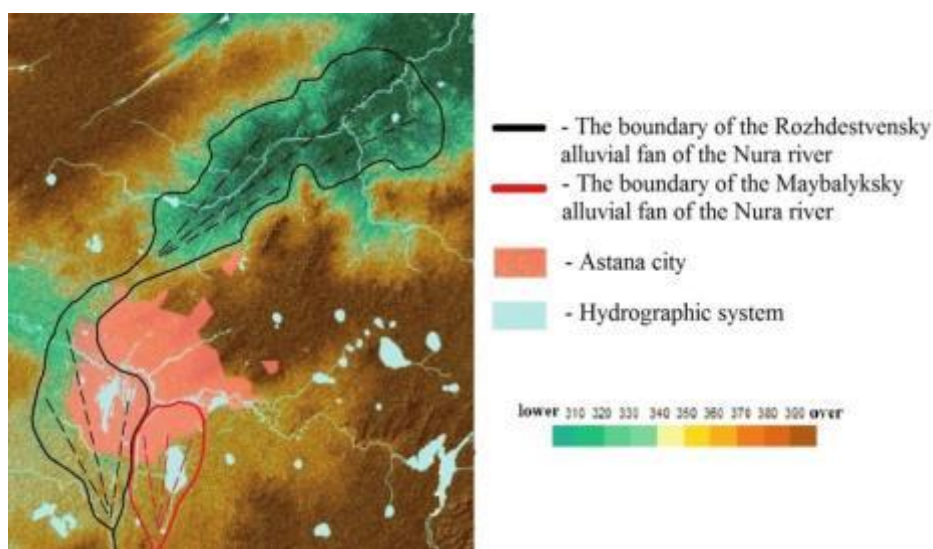 - The boundary of the Rozhdestvensky
alluvial fan of the Nura river
- The boundary of the Maybalyksky
alluvial fan of the Nura river
- Astana city
- Hydrographic system
lower 310 320 330 340 350 360 370 380 390 over